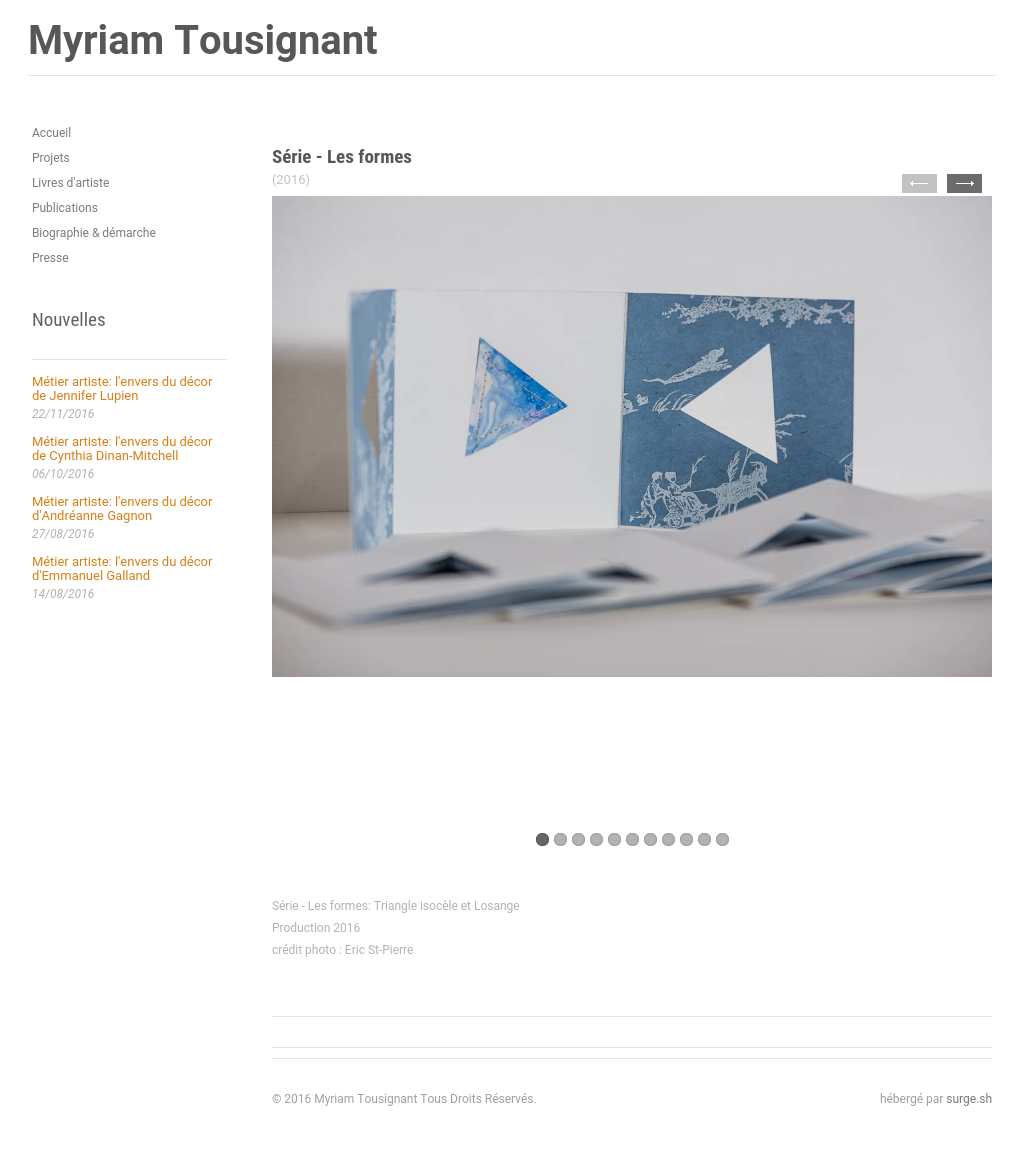 Myriam Tousignant
Accueil
Projets
Livres d'artiste
Publications
Biographie & démarche
Presse
Nouvelles
Métier artiste: l'envers du décor
de Jennifer Lupien
22/11/2016
Métier artiste: l'envers du décor
de Cynthia Dinan-Mitchell
06/10/2016
Métier artiste: l'envers du décor
d'Andréanne Gagnon
27/08/2016
Métier artiste: l'envers du décor
d'Emmanuel Galland
14/08/2016
Série - Les formes
(2016)
Série - Les formes: Triangle isocèle et Losange
Production 2016
crédit photo : Eric St-Pierre
© 2016 Myriam Tousignant Tous Droits Réservés.
hébergé par surge.sh